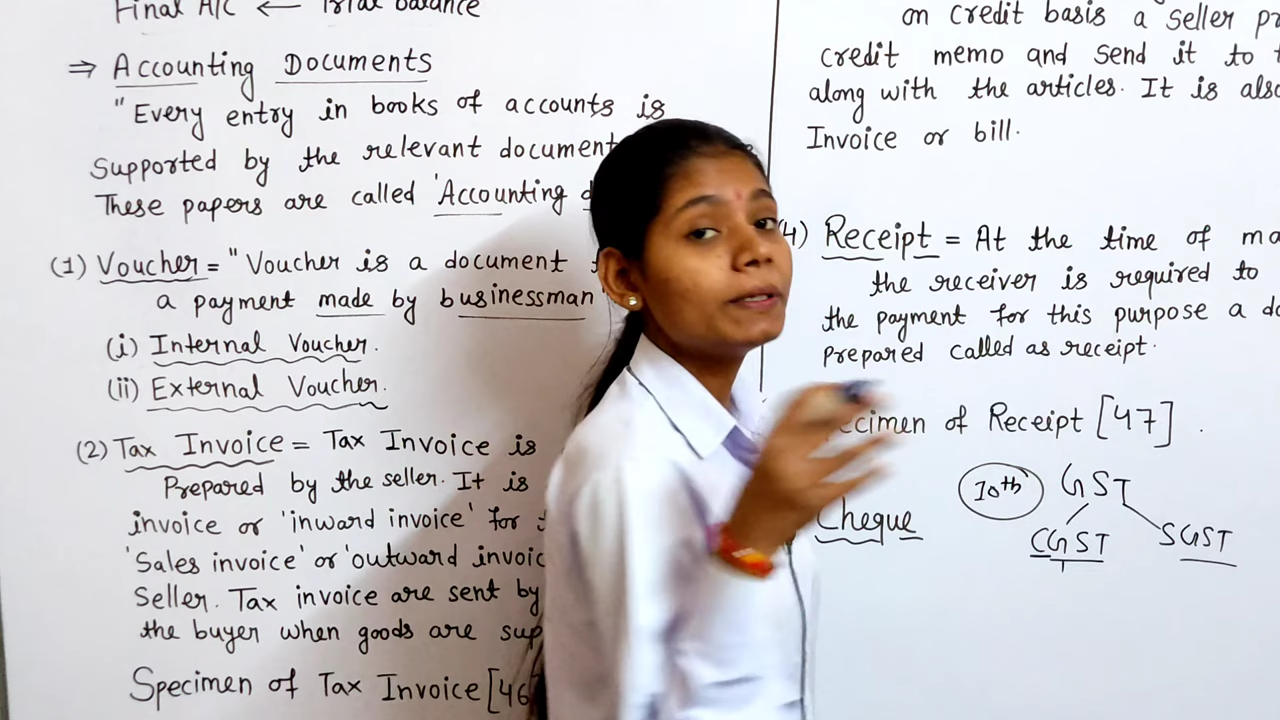 Final A/C ← Trial Balance
⇒ Accounting Documents
"Every entry in books of accounts is
Supported by the relevant document
These papers are called 'Accounting
(1) Voucher = "Voucher is a document
a payment made by businessman
(i) Internal Voucher.
(ii) External Voucher.
(2) Tax Invoice = Tax Invoice is
Prepared by the seller. It is
invoice or 'inward invoice' for
'Sales invoice' or 'outward invoic
Seller. Tax invoice are sent by
the buyer when goods are sup
Specimen of Tax Invoice [46
on credit basis a seller pr
credit memo and send it to
along with the articles. It is also
Invoice or bill.
4) Receipt = At the time of ma
the receiver is required to
the payment for this purpose a do
prepared called as receipt.
ecimen of Receipt [47].
10th GST
Cheque CGST SGST